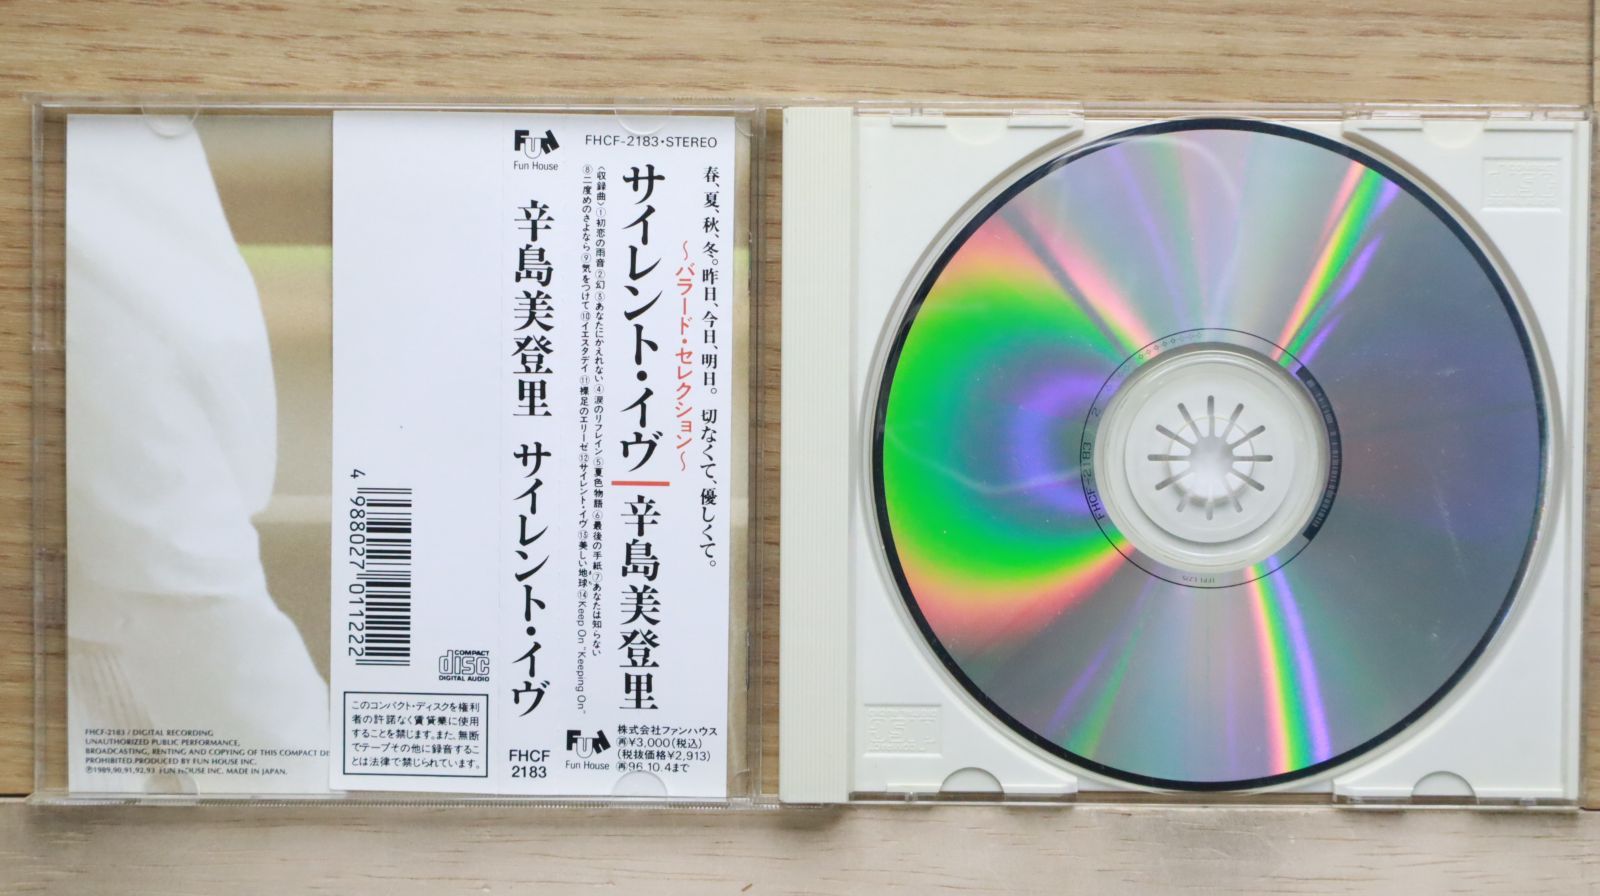 FHCF-2183 / DIGITAL RECORDING
UNAUTHORIZED PUBLIC PERFORMANCE,
BROADCASTING, RENTING AND COPYING OF THIS COMPACT
PROHIBITED.PRODUCED BY FUN HOUSE INC.
Ⓟ1989,90,91,92,93 FUN HOUSE INC. MADE IN JAPAN.
4 988027 011222
COMPACT
disc
DIGITAL AUDIO
このコンパクト・ディスクを権利
者の許諾なく賃貸業に使用
することを禁じます。また、無断
でテープその他に録音するこ
とは法律で禁じられています。
Fun
Fun House
辛島美登里 サイレント・イヴ
FHCF
2183
FHCF-2183・STEREO
春、夏、秋、冬。昨日、今日、明日。 切なくて、優しくて。
〜バラード・セレクション〜
サイレント・イヴ 辛島美登里
〈収録曲〉①初恋の雨音②幻③あなたにかえれない④涙のリフレイン⑤夏色物語⑥最後の手紙⑦あなたは知らない
⑧二度めのさよなら⑨気をつけて⑩イエスタデイ⑪裸足のエリーゼ⑫サイレント・イヴ⑬美しい地球⑭Keep On "Keeping On"
Fun
Fun House
株式会社ファンハウス
再¥3,000(税込)
(税抜価格¥2,913)
再96.10.4まで
FHCF-2183 2